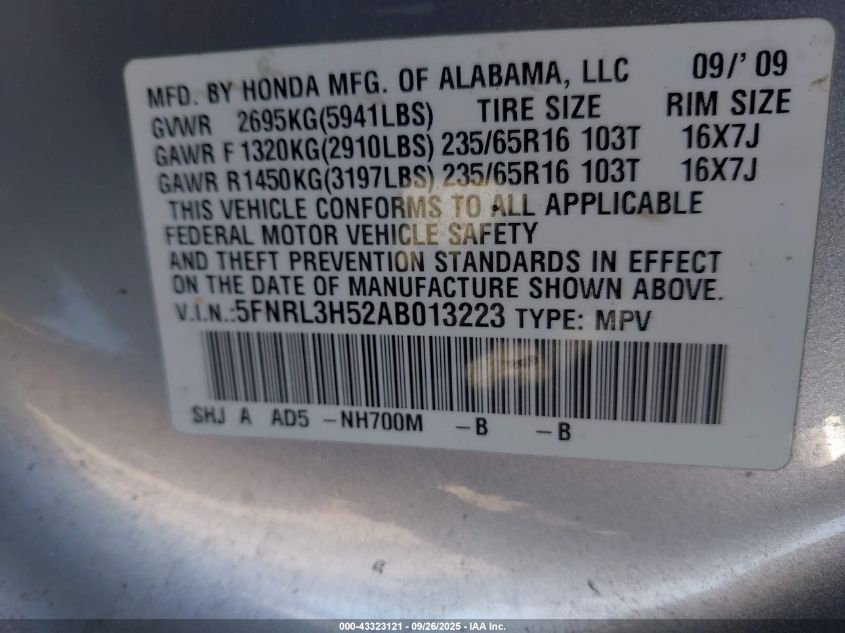 MFD. BY HONDA MFG. OF ALABAMA, LLC 09/'09
GVWR 2695KG(5941LBS) TIRE SIZE RIM SIZE
GAWR F 1320KG(2910LBS) 235/65R16 103T 16X7J
GAWR R1450KG(3197LBS) 235/65R16 103T 16X7J
THIS VEHICLE CONFORMS TO ALL APPLICABLE
FEDERAL MOTOR VEHICLE SAFETY
AND THEFT PREVENTION STANDARDS IN EFFECT
ON THE DATE OF MANUFACTURE SHOWN ABOVE.
V.I.N.:5FNRL3H52AB013223 TYPE: MPV
SHJ A AD5 -NH700M -B -B
000-43323121 - 09/26/2025 - IAA Inc.